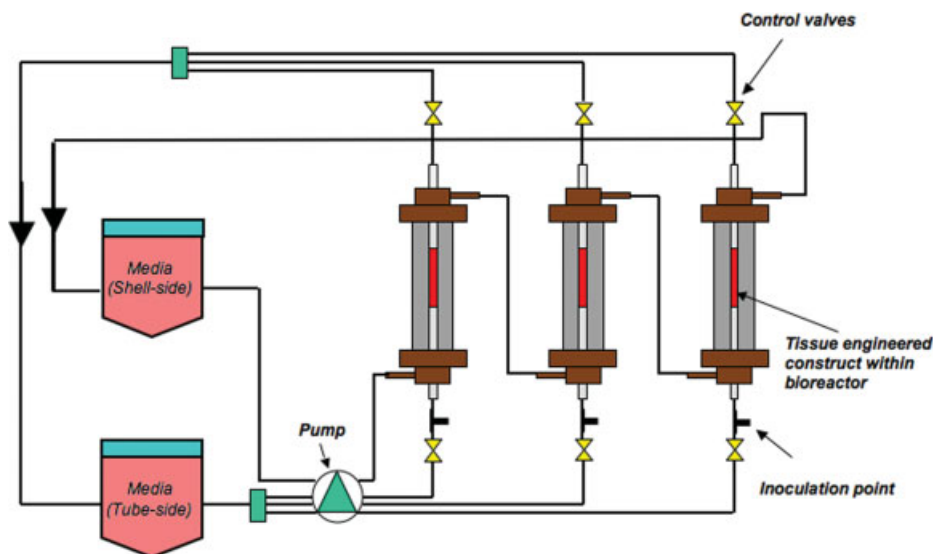 Control valves
Media
(Shell-side)
Tissue engineered
construct within
bioreactor
Pump
Inoculation point
Media
(Tube-side)